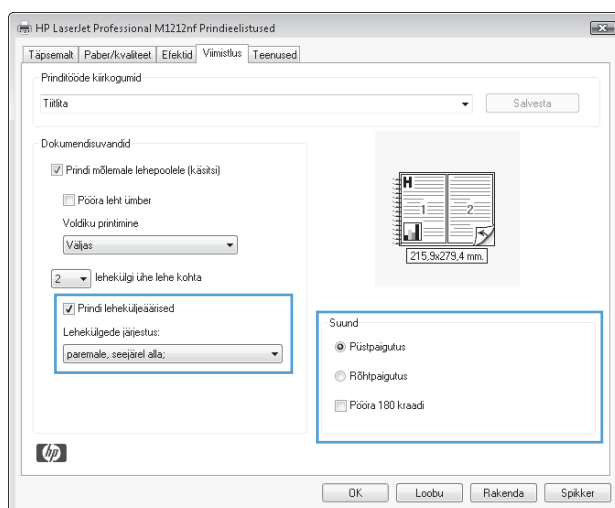 HP LaserJet Professional M1212nf Prindieelistused
Täpsemalt Paber/kvaliteet Efektid Viimistlus Teenused
Prinditööde kiirkogumid
Tiitlita
Salvesta
Dokumendisuvandid
Prindi mõlemale lehepoolele (käsitsi)
Pööra leht ümber
Voldiku printimine
Väljas
2 lehekülgi ühe lehe kohta
Prindi leheküljeäärised
Lehekülgede järjestus:
paremale, seejärel alla;
H
1 2
215,9x279,4 mm.
Suund
Püstpaigutus
Rõhtpaigutus
Pööra 180 kraadi
hp
OK Loobu Rakenda Spikker